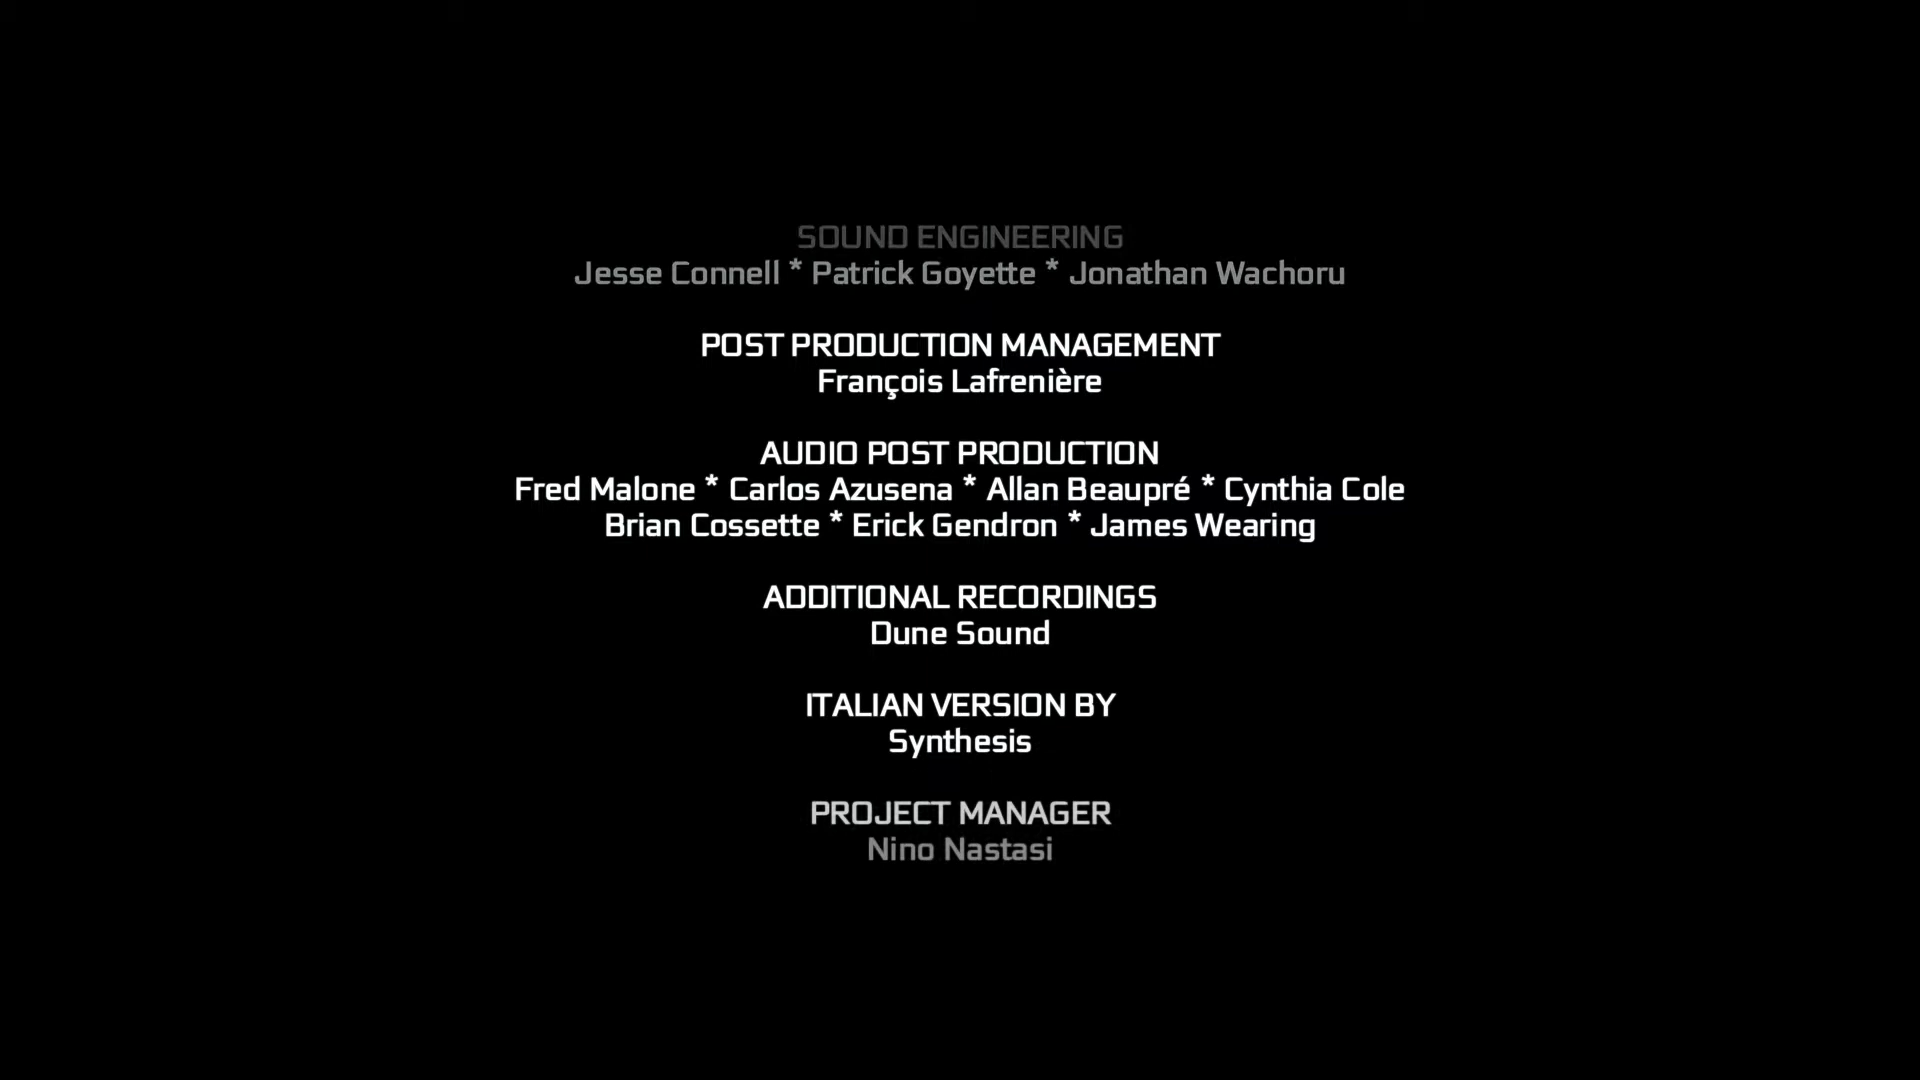 SOUND ENGINEERING
Jesse Connell * Patrick Goyette * Jonathan Wachoru
POST PRODUCTION MANAGEMENT
François Lafrenière
AUDIO POST PRODUCTION
Fred Malone * Carlos Azusena * Allan Beaupré * Cynthia Cole
Brian Cossette * Erick Gendron * James Wearing
ADDITIONAL RECORDINGS
Dune Sound
ITALIAN VERSION BY
Synthesis
PROJECT MANAGER
Nino Nastasi